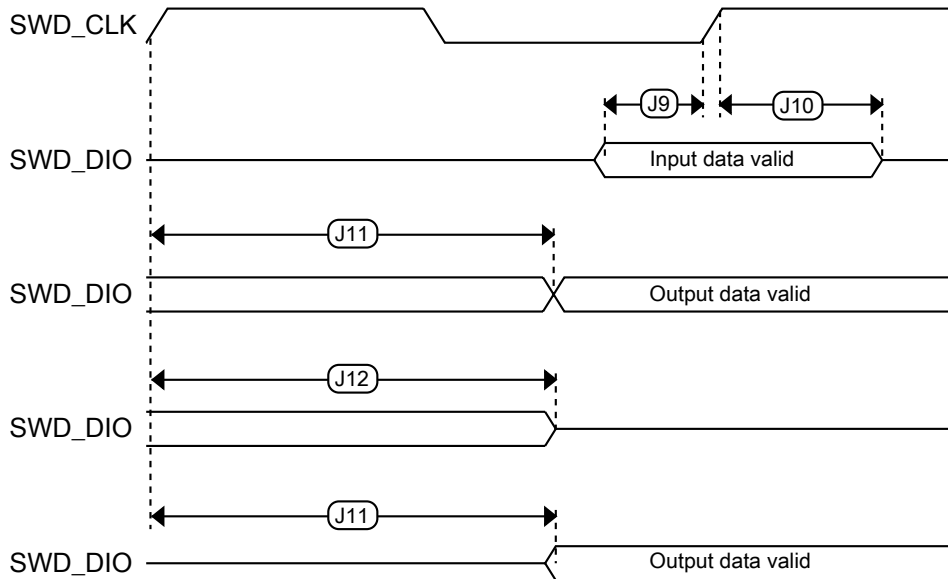 SWD_CLK
J9
J10
SWD_DIO
Input data valid
J11
SWD_DIO
Output data valid
J12
SWD_DIO
J11
SWD_DIO
Output data valid